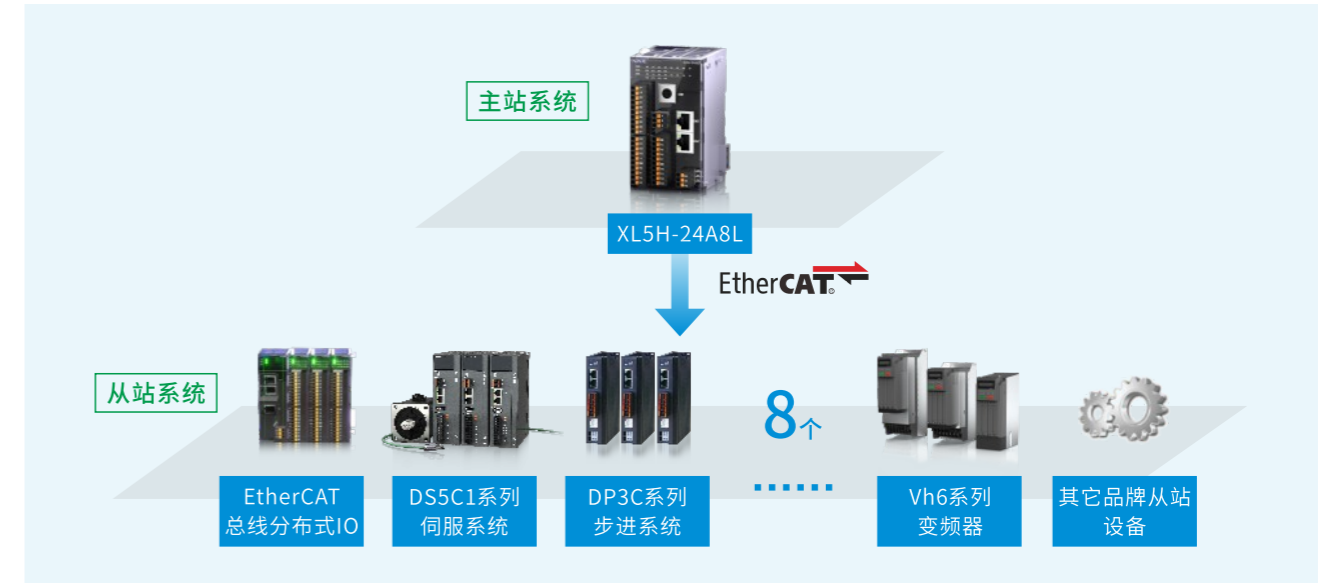 主站系统
XL5H-24A8L
EtherCAT®
从站系统
8个
EtherCAT
总线分布式IO
DS5C1系列
伺服系统
DP3C系列
步进系统
Vh6系列
变频器
其它品牌从站
设备